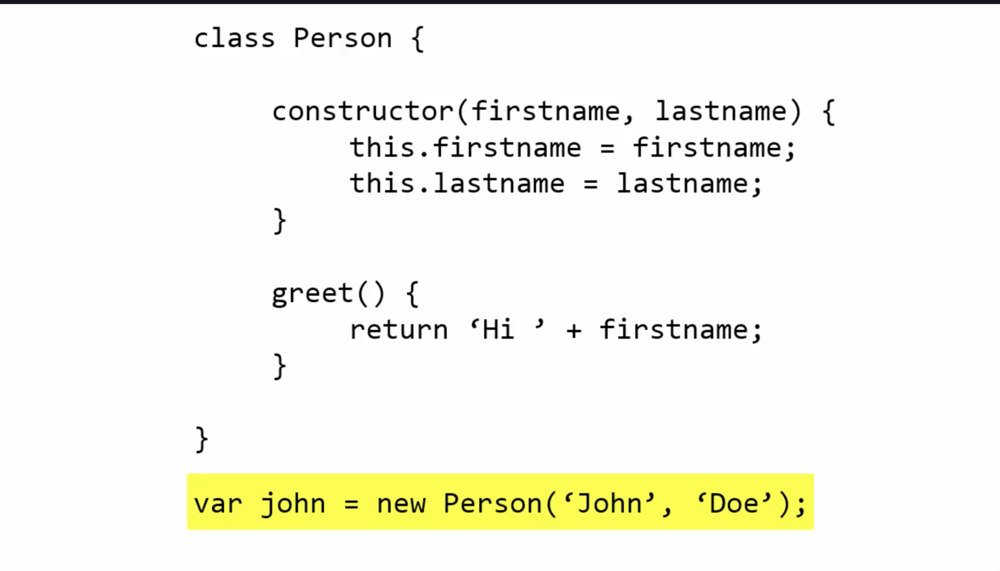 class Person {
constructor(firstname, lastname) {
this.firstname = firstname;
this.lastname = lastname;
}
greet() {
return ‘Hi ’ + firstname;
}
}
var john = new Person(‘John’, ‘Doe’);